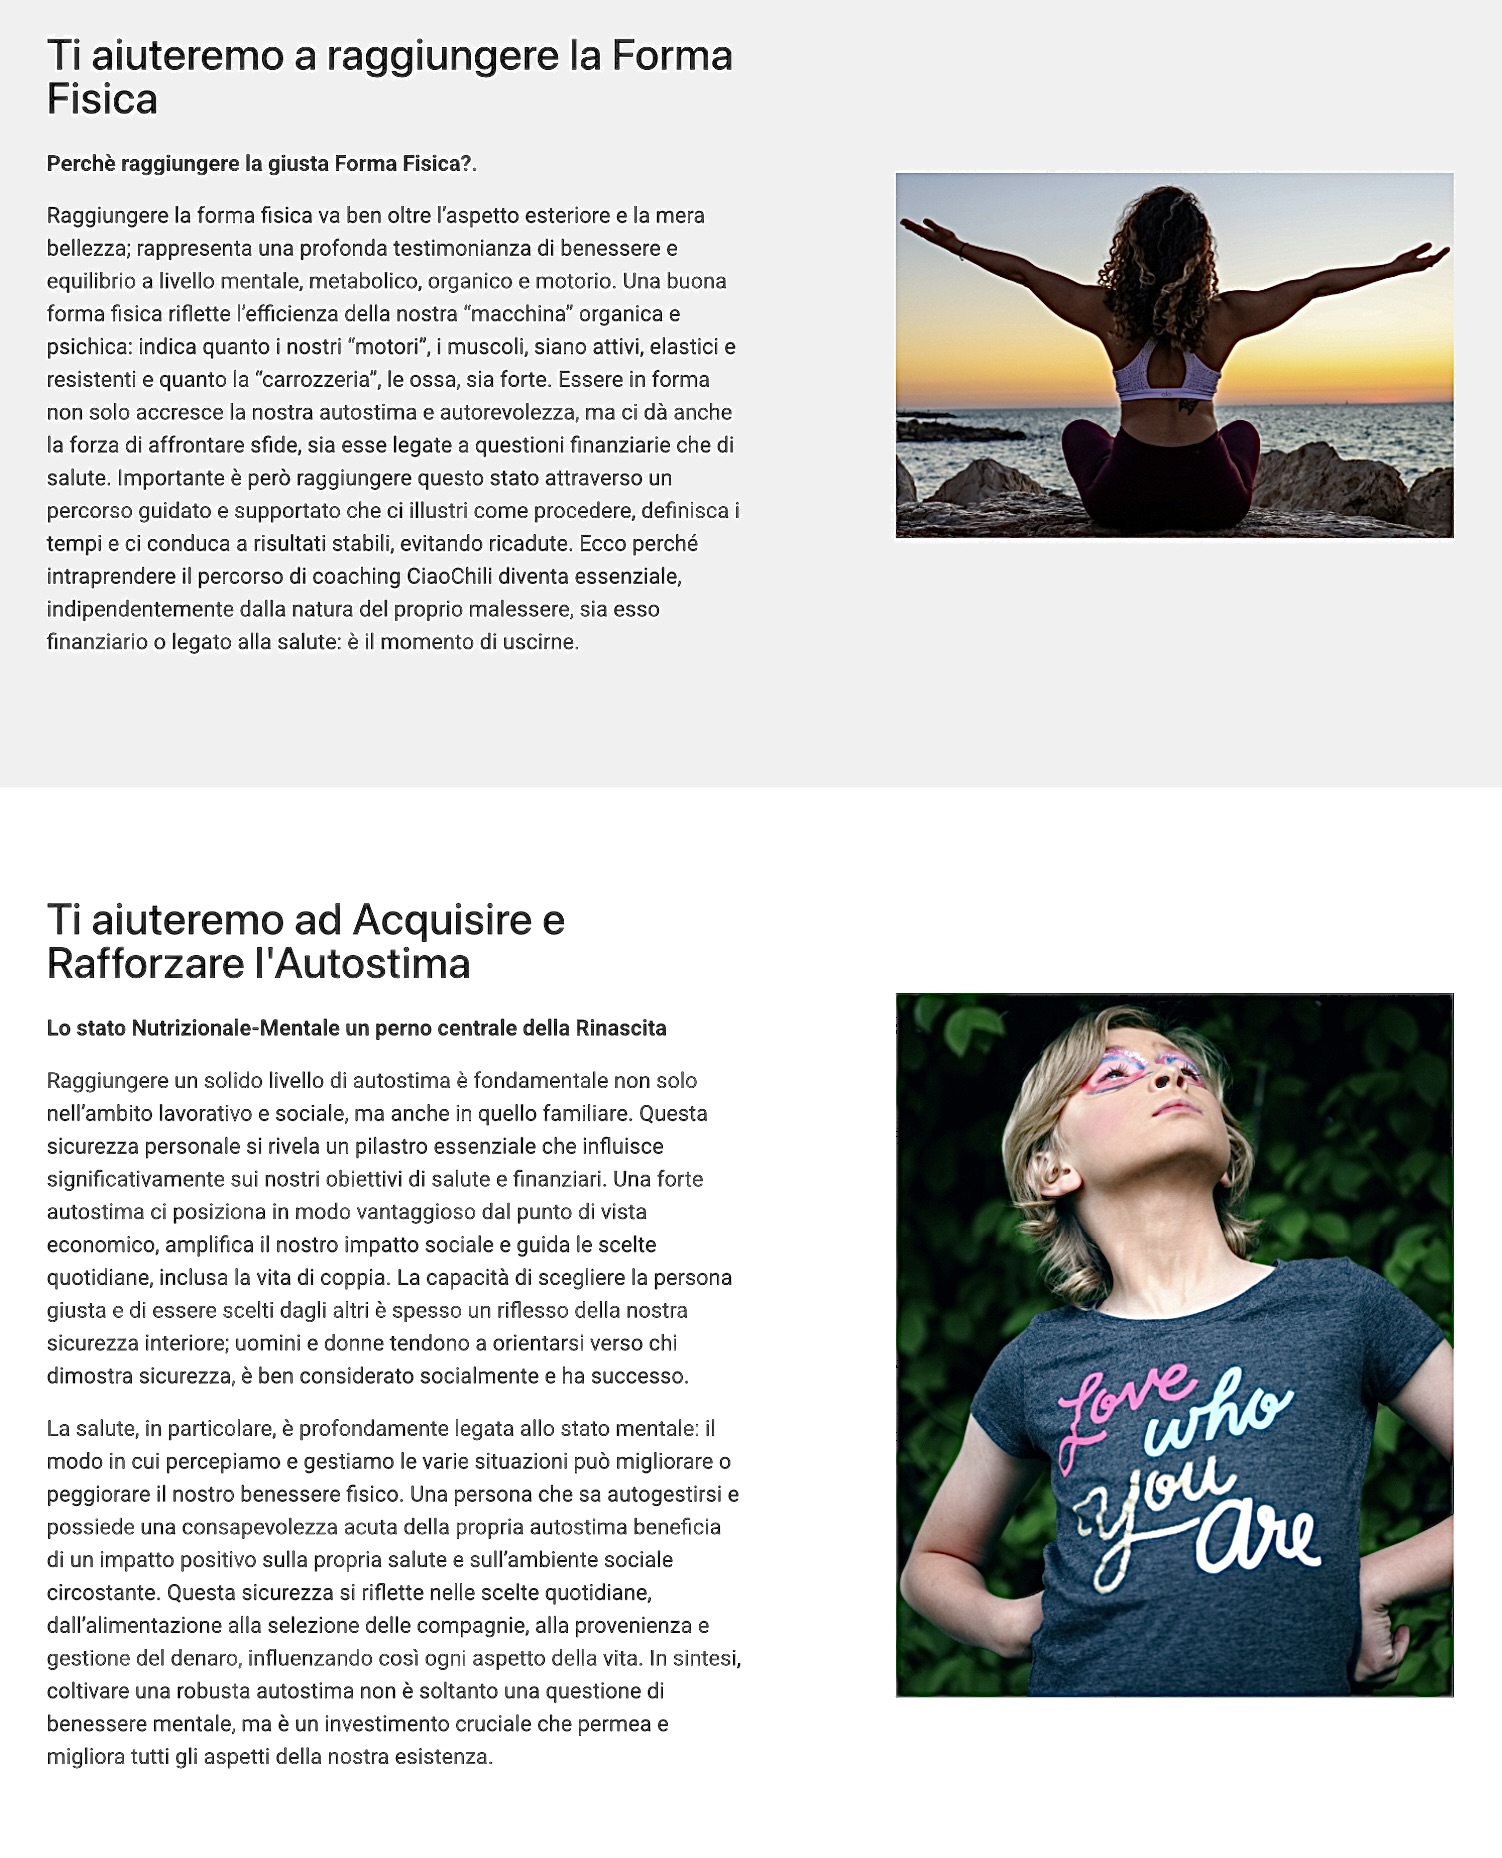 Ti aiuteremo a raggiungere la Forma
Fisica
Perchè raggiungere la giusta Forma Fisica?.
Raggiungere la forma fisica va ben oltre l’aspetto esteriore e la mera
bellezza; rappresenta una profonda testimonianza di benessere e
equilibrio a livello mentale, metabolico, organico e motorio. Una buona
forma fisica riflette l’efficienza della nostra “macchina” organica e
psichica: indica quanto i nostri “motori”, i muscoli, siano attivi, elastici e
resistenti e quanto la “carrozzeria”, le ossa, sia forte. Essere in forma
non solo accresce la nostra autostima e autorevolezza, ma ci dà anche
la forza di affrontare sfide, sia esse legate a questioni finanziarie che di
salute. Importante è però raggiungere questo stato attraverso un
percorso guidato e supportato che ci illustri come procedere, definisca i
tempi e ci conduca a risultati stabili, evitando ricadute. Ecco perché
intraprendere il percorso di coaching CiaoChili diventa essenziale,
indipendentemente dalla natura del proprio malessere, sia esso
finanziario o legato alla salute: è il momento di uscirne.
Ti aiuteremo ad Acquisire e
Rafforzare l'Autostima
Lo stato Nutrizionale-Mentale un perno centrale della Rinascita
Raggiungere un solido livello di autostima è fondamentale non solo
nell’ambito lavorativo e sociale, ma anche in quello familiare. Questa
sicurezza personale si rivela un pilastro essenziale che influisce
significativamente sui nostri obiettivi di salute e finanziari. Una forte
autostima ci posiziona in modo vantaggioso dal punto di vista
economico, amplifica il nostro impatto sociale e guida le scelte
quotidiane, inclusa la vita di coppia. La capacità di scegliere la persona
giusta e di essere scelti dagli altri è spesso un riflesso della nostra
sicurezza interiore; uomini e donne tendono a orientarsi verso chi
dimostra sicurezza, è ben considerato socialmente e ha successo.
La salute, in particolare, è profondamente legata allo stato mentale: il
modo in cui percepiamo e gestiamo le varie situazioni può migliorare o
peggiorare il nostro benessere fisico. Una persona che sa autogestirsi e
possiede una consapevolezza acuta della propria autostima beneficia
di un impatto positivo sulla propria salute e sull’ambiente sociale
circostante. Questa sicurezza si riflette nelle scelte quotidiane,
dall’alimentazione alla selezione delle compagnie, alla provenienza e
gestione del denaro, influenzando così ogni aspetto della vita. In sintesi,
coltivare una robusta autostima non è soltanto una questione di
benessere mentale, ma è un investimento cruciale che permea e
migliora tutti gli aspetti della nostra esistenza.
Love
who
you
are